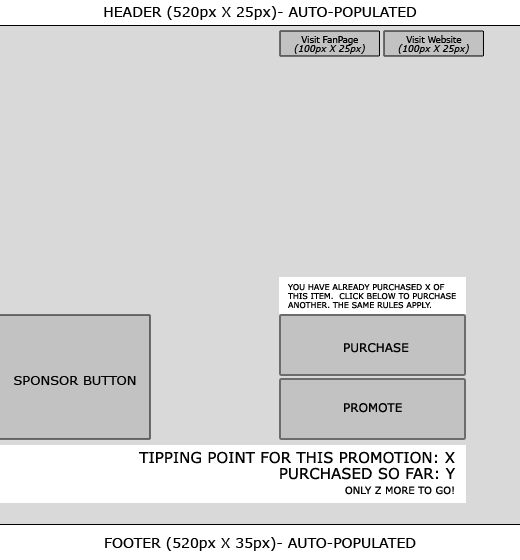 HEADER (520px X 25px)- AUTO-POPULATED
Visit FanPage
(100px X 25px)
Visit Website
(100px X 25px)
YOU HAVE ALREADY PURCHASED X OF
THIS ITEM. CLICK BELOW TO PURCHASE
ANOTHER. THE SAME RULES APPLY.
PURCHASE
SPONSOR BUTTON
PROMOTE
TIPPING POINT FOR THIS PROMOTION: X
PURCHASED SO FAR: Y
ONLY Z MORE TO GO!
FOOTER (520px X 35px)- AUTO-POPULATED